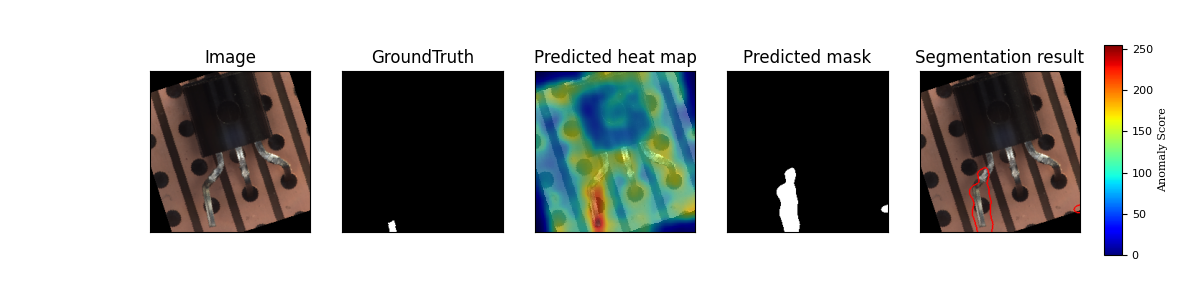 Image
GroundTruth
Predicted heat map
Predicted mask
Segmentation result
250
200
150
100
50
0
Anomaly Score